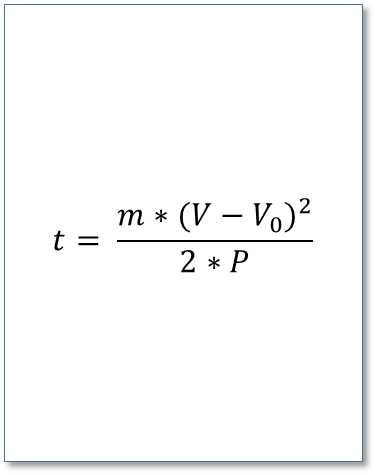 t = m * (V − V₀)² / 2 * P